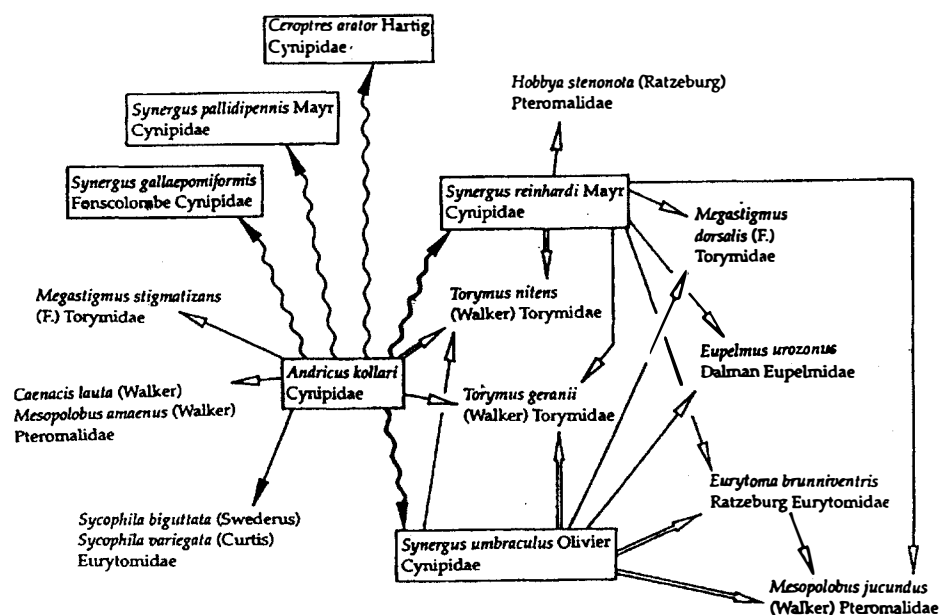 Ceroptres arator Hartig
Cynipidae
Hobbya stenonota (Ratzeburg)
Pteromalidae
Synergus pallidipennis Mayr
Cynipidae
Synergus gallaepomiformis
Fonscolombe Cynipidae
Synergus reinhardi Mayr
Cynipidae
Megastigmus
dorsalis (F.)
Torymidae
Megastigmus stigmatizans
(F.) Torymidae
Torymus nitens
(Walker) Torymidae
Eupelmus urozonus
Dalman Eupelmidae
Andricus kollari
Cynipidae
Caenacis lauta (Walker)
Mesopolobus amaenus (Walker)
Pteromalidae
Torymus geranii
(Walker) Torymidae
Eurytoma brunniventris
Ratzeburg Eurytomidae
Sycophila biguttata (Swederus)
Sycophila variegata (Curtis)
Eurytomidae
Synergus umbraculus Olivier
Cynipidae
Mesopolobus jucundus
(Walker) Pteromalidae